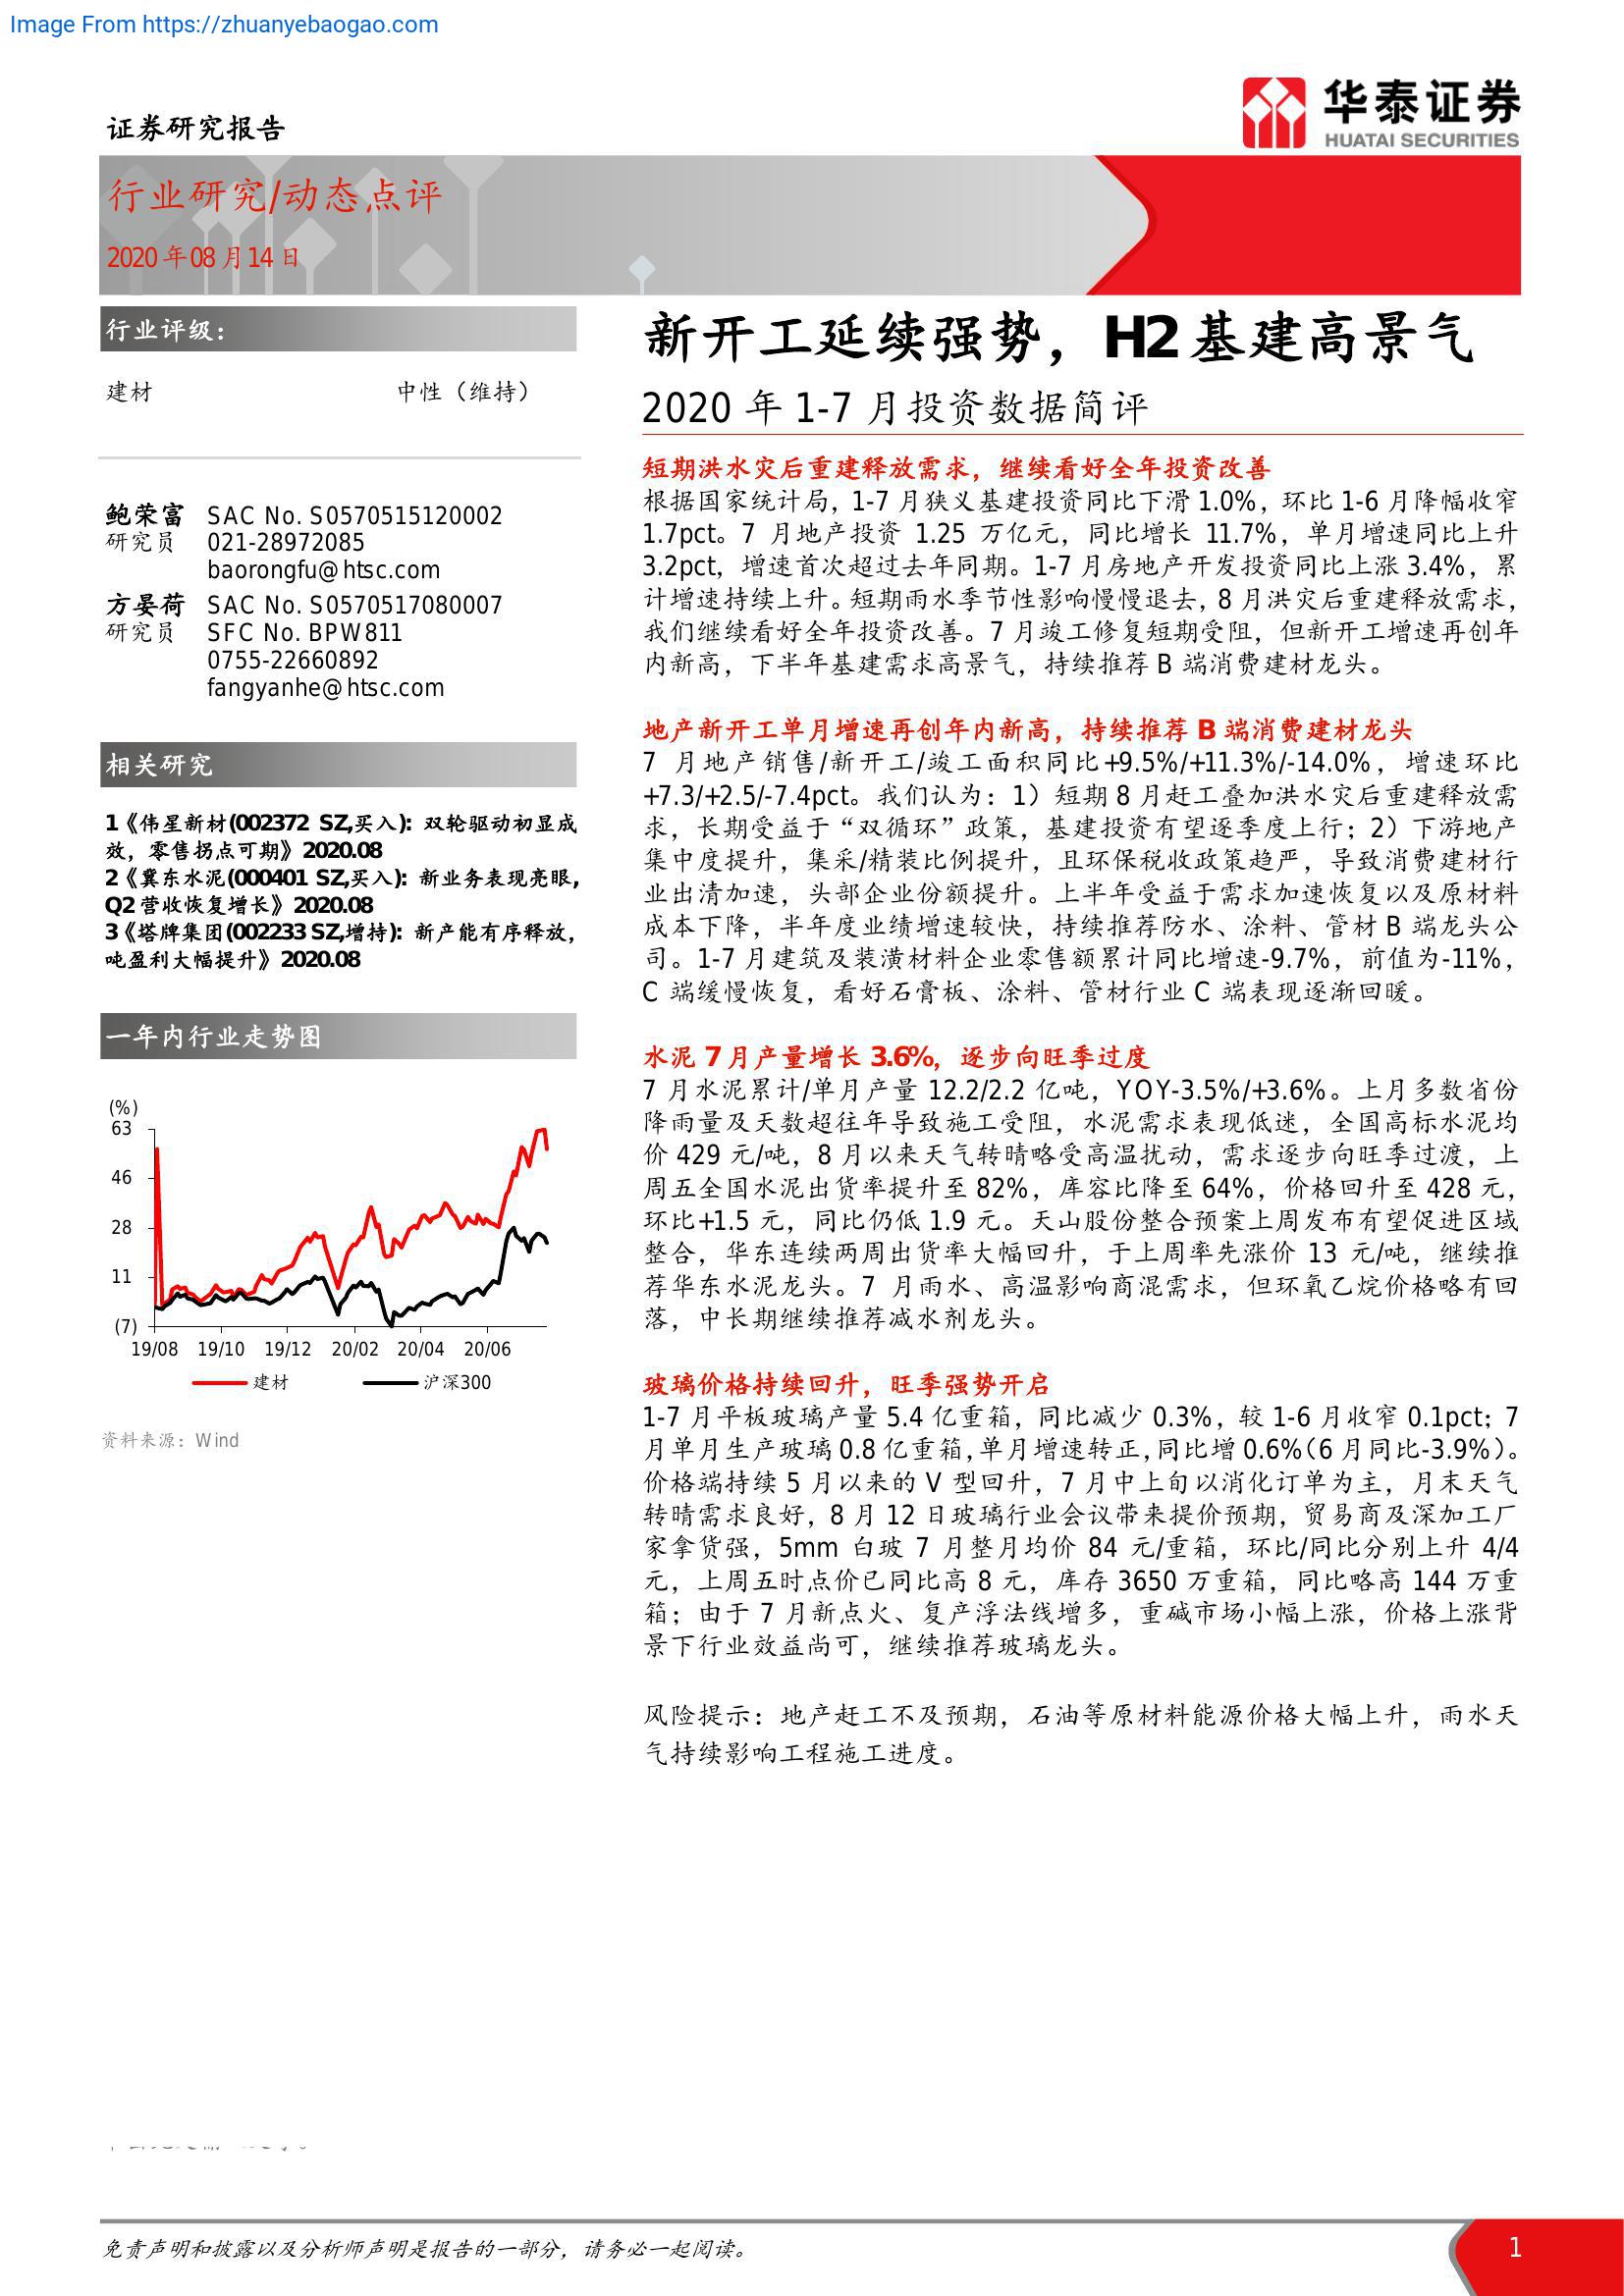 Image From https://zhuanyebaogao.com
证券研究报告
华泰证券
HUATAI SECURITIES
行业研究/动态点评
2020年08月14日
行业评级：
建材 中性（维持）
鲍荣富 SAC No. S0570515120002
研究员 021-28972085
baorongfu@htsc.com
方晏荷 SAC No. S0570517080007
研究员 SFC No. BPW811
0755-22660892
fangyanhe@htsc.com
相关研究
1《伟星新材(002372 SZ,买入)：双轮驱动初显成
效，零售拐点可期》2020.08
2《冀东水泥(000401 SZ,买入)：新业务表现亮眼，
Q2营收恢复增长》2020.08
3《塔牌集团(002233 SZ,增持)：新产能有序释放，
吨盈利大幅提升》2020.08
一年内行业走势图
(%)
63
46
28
11
(7)
19/08 19/10 19/12 20/02 20/04 20/06
建材 沪深300
资料来源：Wind
新开工延续强势，H2基建高景气
2020 年 1-7 月投资数据简评
短期洪水灾后重建释放需求，继续看好全年投资改善
根据国家统计局，1-7 月狭义基建投资同比下滑 1.0%，环比 1-6 月降幅收窄
1.7pct。7 月地产投资 1.25 万亿元，同比增长 11.7%，单月增速同比上升
3.2pct，增速首次超过去年同期。1-7 月房地产开发投资同比上涨 3.4%，累
计增速持续上升。短期雨水季节性影响慢慢退去，8 月洪灾后重建释放需求，
我们继续看好全年投资改善。7 月竣工修复短期受阻，但新开工增速再创年
内新高，下半年基建需求高景气，持续推荐 B 端消费建材龙头。
地产新开工单月增速再创年内新高，持续推荐 B 端消费建材龙头
7 月地产销售/新开工/竣工面积同比+9.5%/+11.3%/-14.0%，增速环比
+7.3/+2.5/-7.4pct。我们认为：1）短期 8 月赶工叠加洪水灾后重建释放需
求，长期受益于“双循环”政策，基建投资有望逐季度上行；2）下游地产
集中度提升，集采/精装比例提升，且环保税收政策趋严，导致消费建材行
业出清加速，头部企业份额提升。上半年受益于需求加速恢复以及原材料
成本下降，半年度业绩增速较快，持续推荐防水、涂料、管材 B 端龙头公
司。1-7 月建筑及装潢材料企业零售额累计同比增速-9.7%，前值为-11%，
C 端缓慢恢复，看好石膏板、涂料、管材行业 C 端表现逐渐回暖。
水泥 7 月产量增长 3.6%，逐步向旺季过度
7 月水泥累计/单月产量 12.2/2.2 亿吨，YOY-3.5%/+3.6%。上月多数省份
降雨量及天数超往年导致施工受阻，水泥需求表现低迷，全国高标水泥均
价 429 元/吨，8 月以来天气转晴略受高温扰动，需求逐步向旺季过渡，上
周五全国水泥出货率提升至 82%，库容比降至 64%，价格回升至 428 元，
环比+1.5 元，同比仍低 1.9 元。天山股份整合预案上周发布有望促进区域
整合，华东连续两周出货率大幅回升，于上周率先涨价 13 元/吨，继续推
荐华东水泥龙头。7 月雨水、高温影响商混需求，但环氧乙烷价格略有回
落，中长期继续推荐减水剂龙头。
玻璃价格持续回升，旺季强势开启
1-7 月平板玻璃产量 5.4 亿重箱，同比减少 0.3%，较 1-6 月收窄 0.1pct；7
月单月生产玻璃 0.8 亿重箱，单月增速转正，同比增 0.6%（6 月同比-3.9%）。
价格端持续 5 月以来的 V 型回升，7 月中上旬以消化订单为主，月末天气
转晴需求良好，8 月 12 日玻璃行业会议带来提价预期，贸易商及深加工厂
家拿货强，5mm 白玻 7 月整月均价 84 元/重箱，环比/同比分别上升 4/4
元，上周五时点价已同比高 8 元，库存 3650 万重箱，同比略高 144 万重
箱；由于 7 月新点火、复产浮法线增多，重碱市场小幅上涨，价格上涨背
景下行业效益尚可，继续推荐玻璃龙头。
风险提示：地产赶工不及预期，石油等原材料能源价格大幅上升，雨水天
气持续影响工程施工进度。
免责声明和披露以及分析师声明是报告的一部分，请务必一起阅读。 1